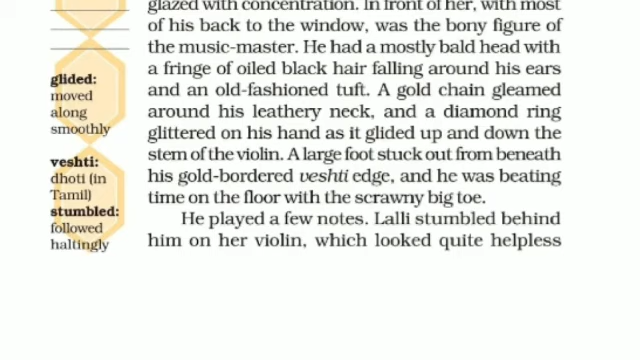 glazed with concentration. In front of her, with most
of his back to the window, was the bony figure of
the music-master. He had a mostly bald head with
a fringe of oiled black hair falling around his ears
and an old-fashioned tuft. A gold chain gleamed
around his leathery neck, and a diamond ring
glittered on his hand as it glided up and down the
stem of the violin. A large foot stuck out from beneath
his gold-bordered veshti edge, and he was beating
time on the floor with the scrawny big toe.
He played a few notes. Lalli stumbled behind
him on her violin, which looked quite helpless
glided:
moved
along
smoothly
veshti:
dhoti (in
Tamil)
stumbled:
followed
haltingly